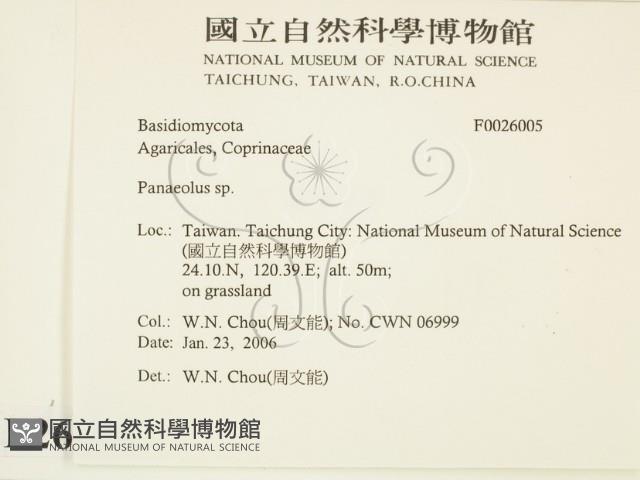 國立自然科學博物館
NATIONAL MUSEUM OF NATURAL SCIENCE
TAICHUNG, TAIWAN, R.O.CHINA
Basidiomycota F0026005
Agaricales, Coprinaceae
Panaeolus sp.
Loc.: Taiwan. Taichung City: National Museum of Natural Science
(國立自然科學博物館)
24.10.N, 120.39.E; alt. 50m;
on grassland
Col.: W.N. Chou(周文能); No. CWN 06999
Date: Jan. 23, 2006
Det.: W.N. Chou(周文能)
國立自然科學博物館
NATIONAL MUSEUM OF NATURAL SCIENCE